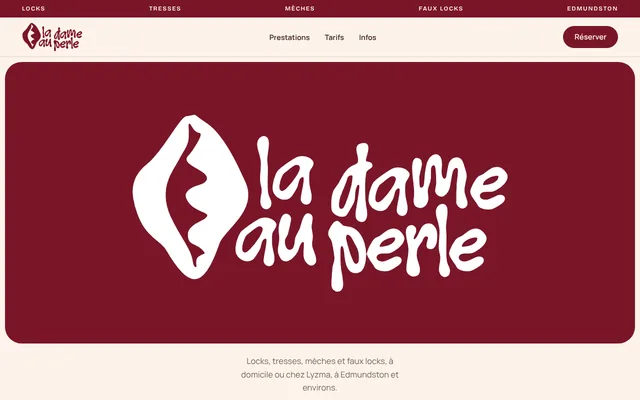 LOCKS TRESSES MÈCHES FAUX LOCKS EDMUNDSTON
la dame
au perle
Prestations Tarifs Infos
Réserver
la dame
au perle
Locks, tresses, mèches et faux locks, à
domicile ou chez Lyzma, à Edmundston et
environs.